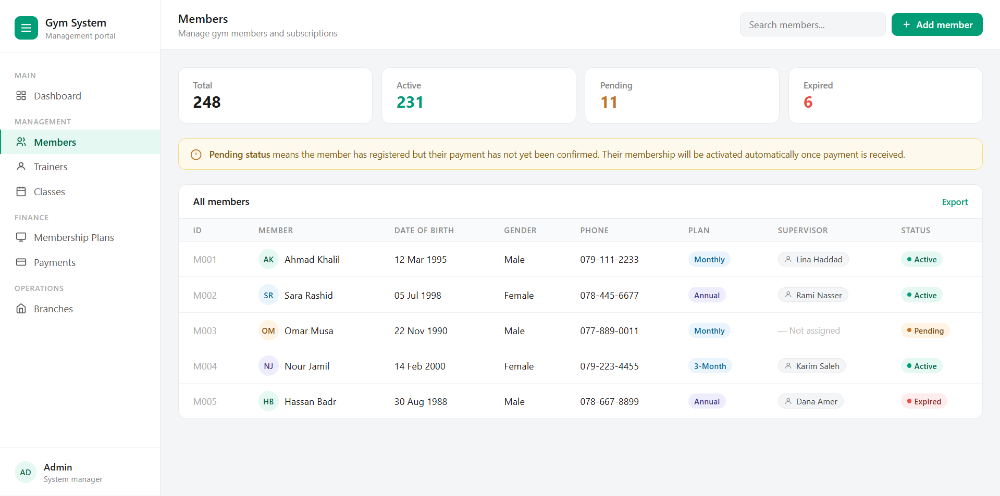 Gym System
Management portal
MAIN
Dashboard
MANAGEMENT
Members
Trainers
Classes
FINANCE
Membership Plans
Payments
OPERATIONS
Branches
AD
Admin
System manager
Members
Manage gym members and subscriptions
Search members...
+ Add member
Total
248
Active
231
Pending
11
Expired
6
Pending status means the member has registered but their payment has not yet been confirmed. Their membership will be activated automatically once payment is received.
All members
Export
ID MEMBER DATE OF BIRTH GENDER PHONE PLAN SUPERVISOR STATUS
M001 AK Ahmad Khalil 12 Mar 1995 Male 079-111-2233 Monthly Lina Haddad Active
M002 SR Sara Rashid 05 Jul 1998 Female 078-445-6677 Annual Rami Nasser Active
M003 OM Omar Musa 22 Nov 1990 Male 077-889-0011 Monthly — Not assigned Pending
M004 NJ Nour Jamil 14 Feb 2000 Female 079-223-4455 3-Month Karim Saleh Active
M005 HB Hassan Badr 30 Aug 1988 Male 078-667-8899 Annual Dana Amer Expired